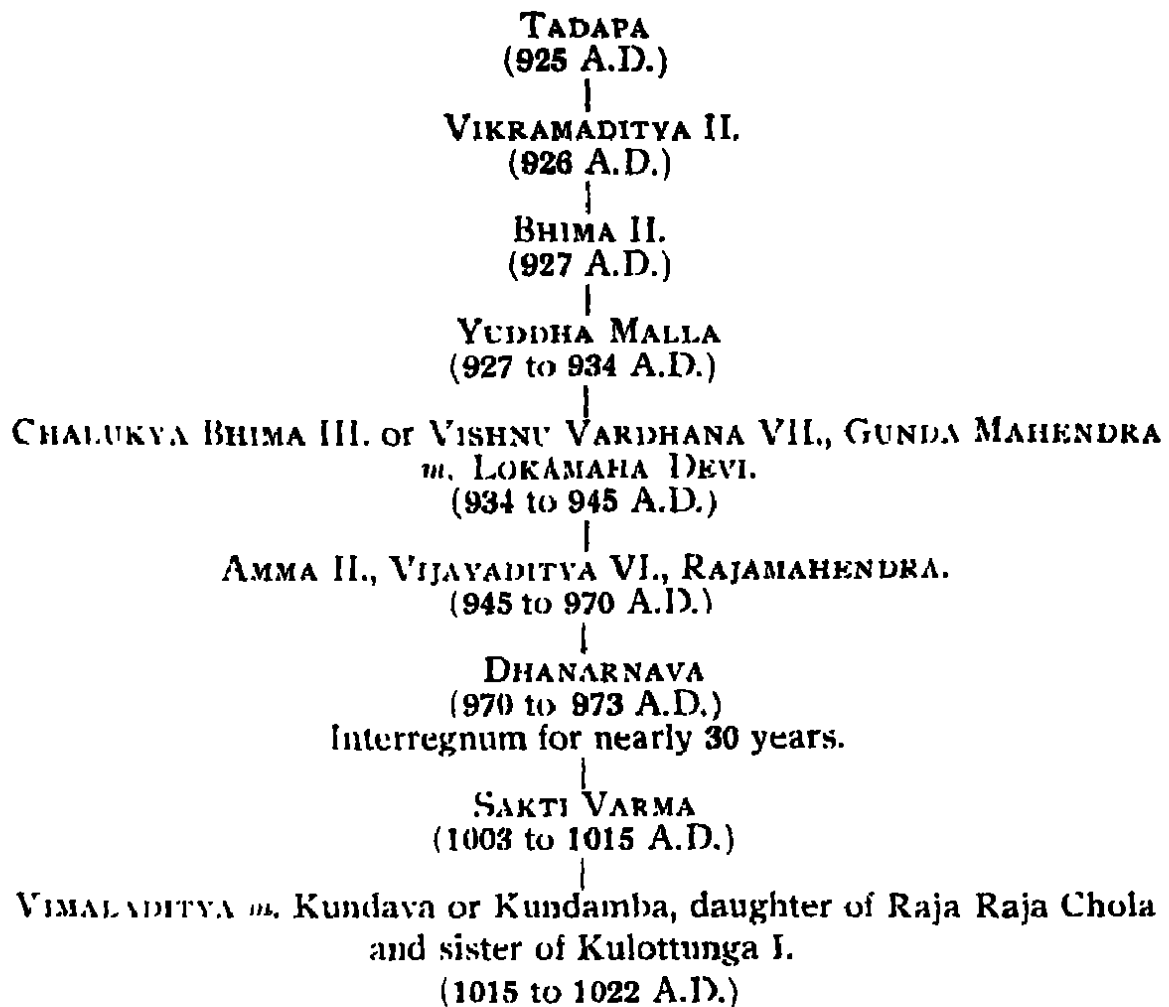 TADAPA
(925 A.D.)
VIKRAMADITYA II.
(926 A.D.)
BHIMA II.
(927 A.D.)
YUDDHA MALLA
(927 to 934 A.D.)
CHALUKYA BHIMA III. or VISHNU VARDHANA VII., GUNDA MAHENDRA
m. LOKAMAHA DEVI.
(934 to 945 A.D.)
AMMA II., VIJAYADITYA VI., RAJAMAHENDRA.
(945 to 970 A.D.)
DHANARNAVA
(970 to 973 A.D.)
Interregnum for nearly 30 years.
SAKTI VARMA
(1003 to 1015 A.D.)
VIMALADITYA m. Kundava or Kundamba, daughter of Raja Raja Chola
and sister of Kulottunga I.
(1015 to 1022 A.D.)